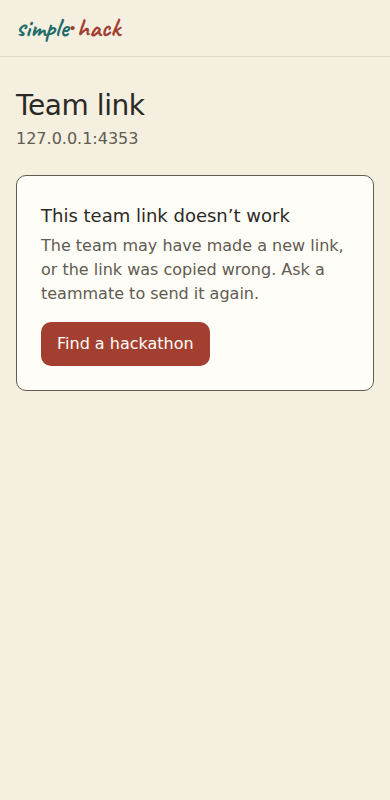 simple·hack
Team link
127.0.0.1:4353
This team link doesn’t work
The team may have made a new link,
or the link was copied wrong. Ask a
teammate to send it again.
Find a hackathon